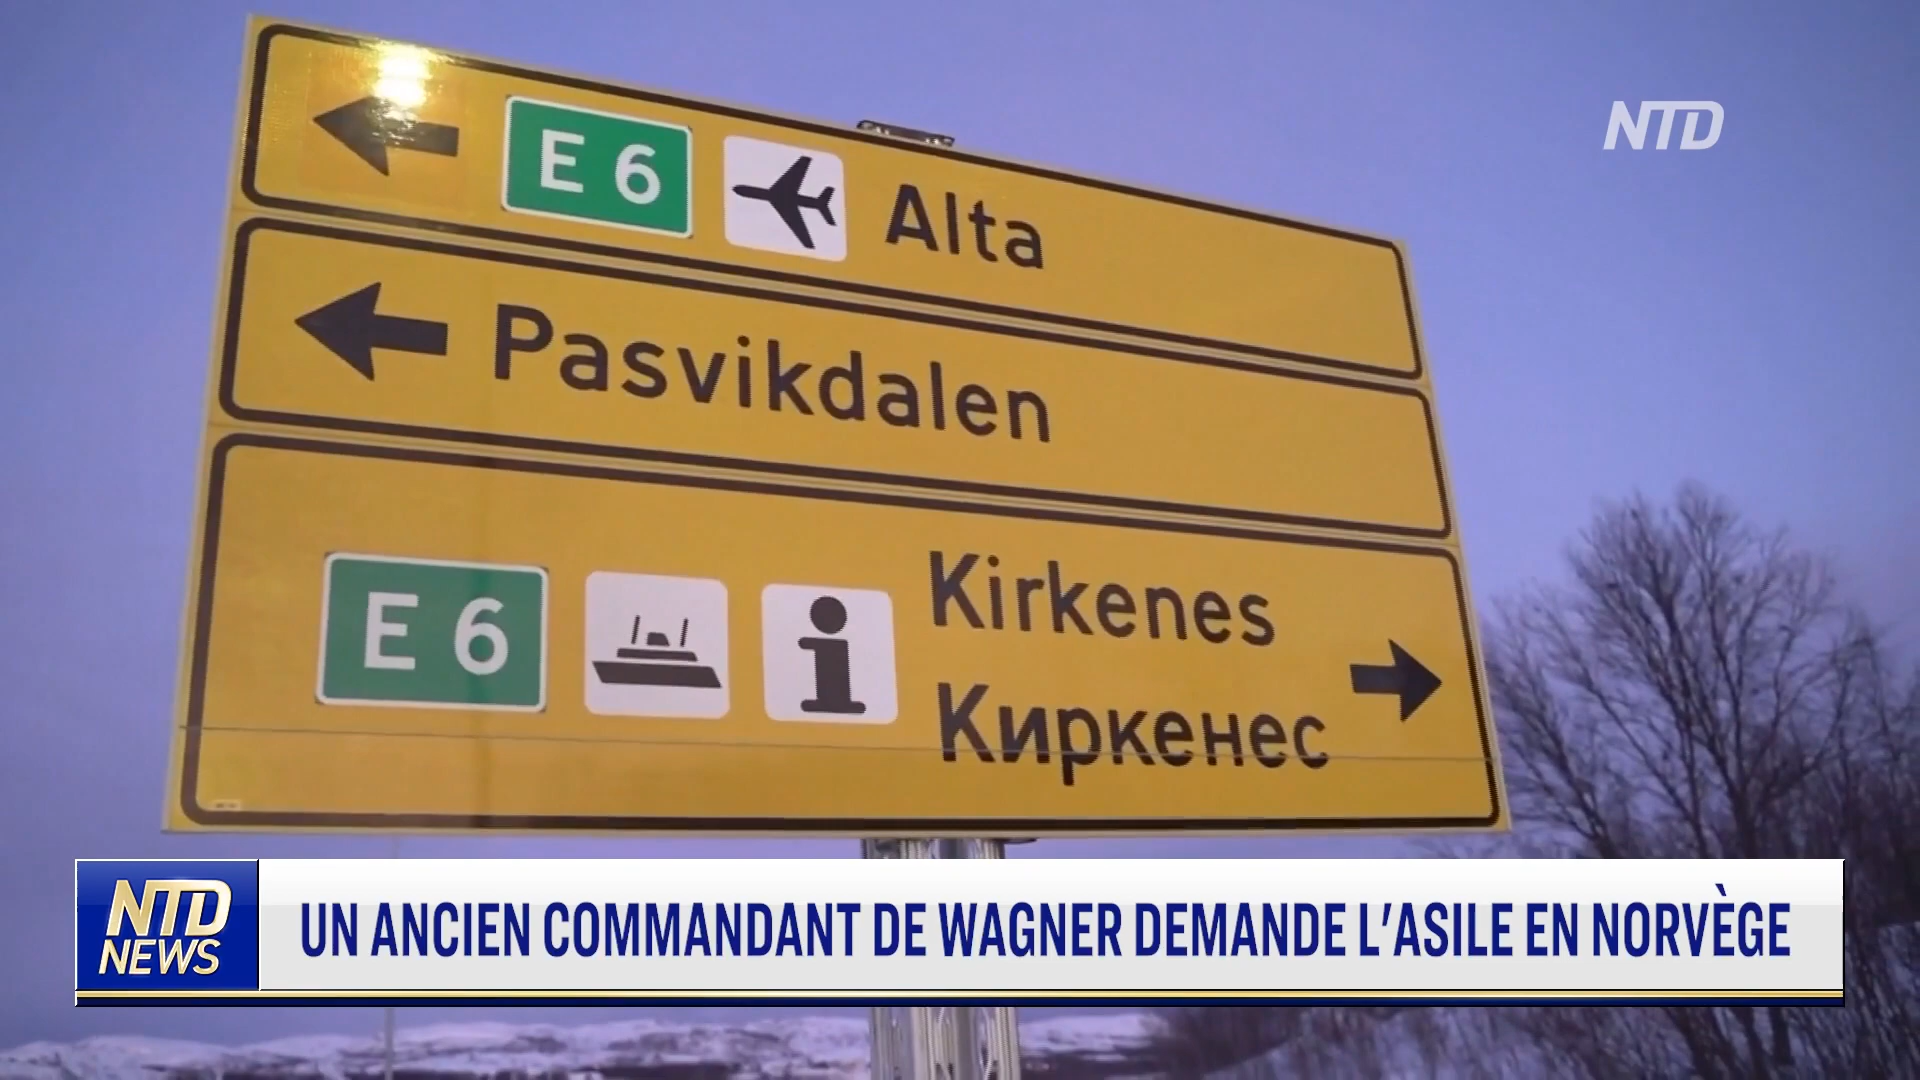 NTD
E 6 Alta
Pasvikdalen
E 6 Kirkenes
Киркенес
NTD NEWS
UN ANCIEN COMMANDANT DE WAGNER DEMANDE L'ASILE EN NORVÈGE